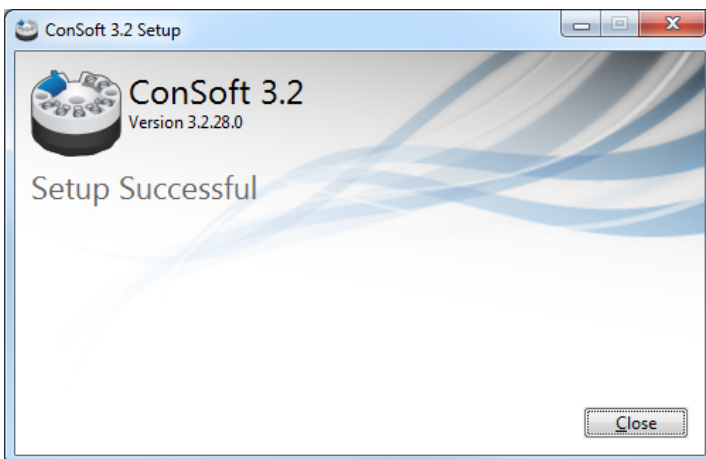 ConSoft 3.2 Setup
ConSoft 3.2
Version 3.2.28.0
Setup Successful
Close